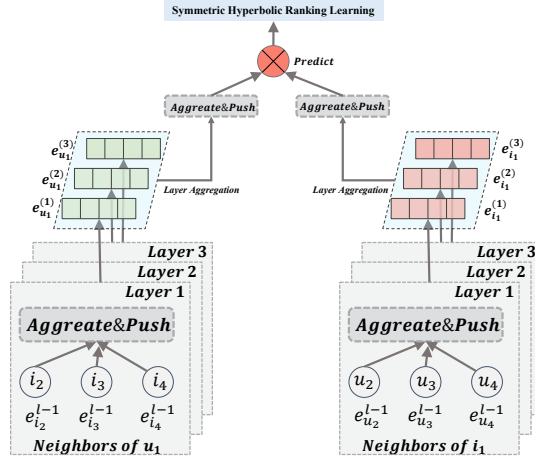 Symmetric Hyperbolic Ranking Learning
Predict
Aggreate&Push Aggreate&Push
e_{u_1}^{(3)} e_{i_1}^{(3)}
e_{u_1}^{(2)} Layer Aggregation Layer Aggregation e_{i_1}^{(2)}
e_{u_1}^{(1)} e_{i_1}^{(1)}
Layer 3 Layer 3
Layer 2 Layer 2
Layer 1 Layer 1
Aggreate&Push Aggreate&Push
i_2 i_3 i_4 u_2 u_3 u_4
e_{i_2}^{l-1} e_{i_3}^{l-1} e_{i_4}^{l-1} e_{u_2}^{l-1} e_{u_3}^{l-1} e_{u_4}^{l-1}
Neighbors of u_1 Neighbors of i_1